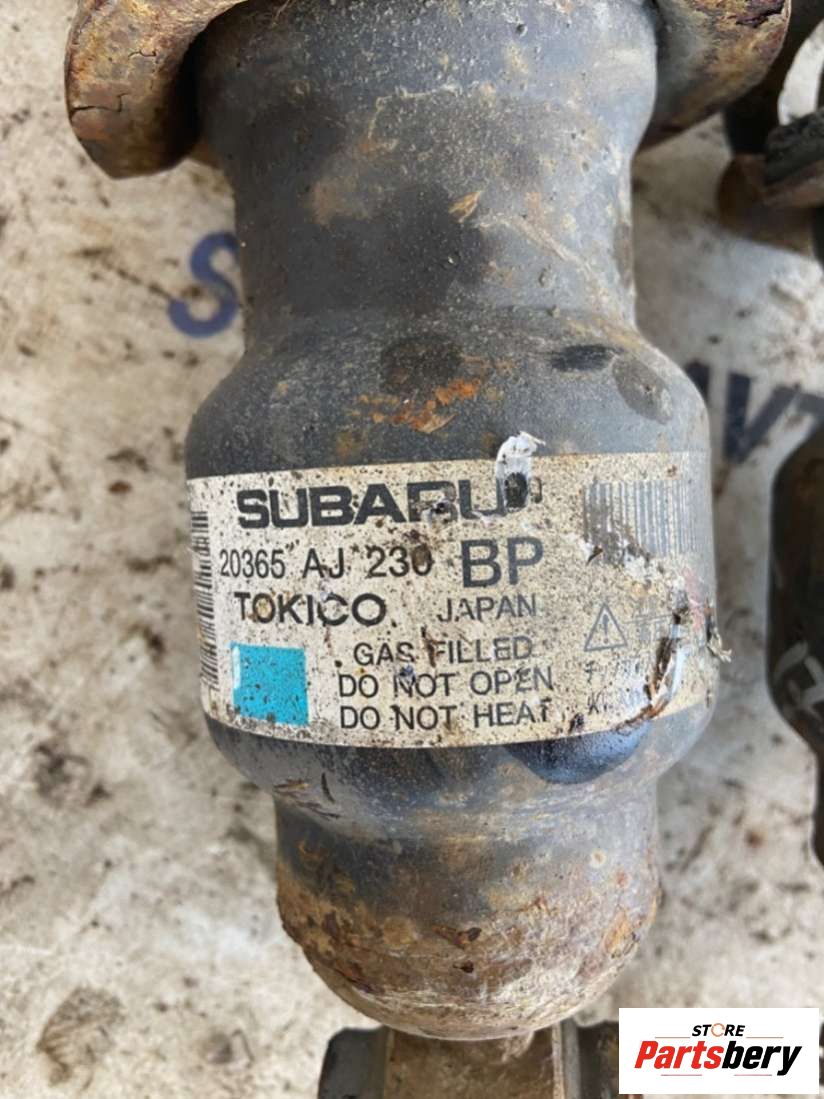 SUBARU
20365 AJ 230 BP
TOKICO JAPAN
GAS FILLED
DO NOT OPEN
DO NOT HEAT
STORE
Partsbery